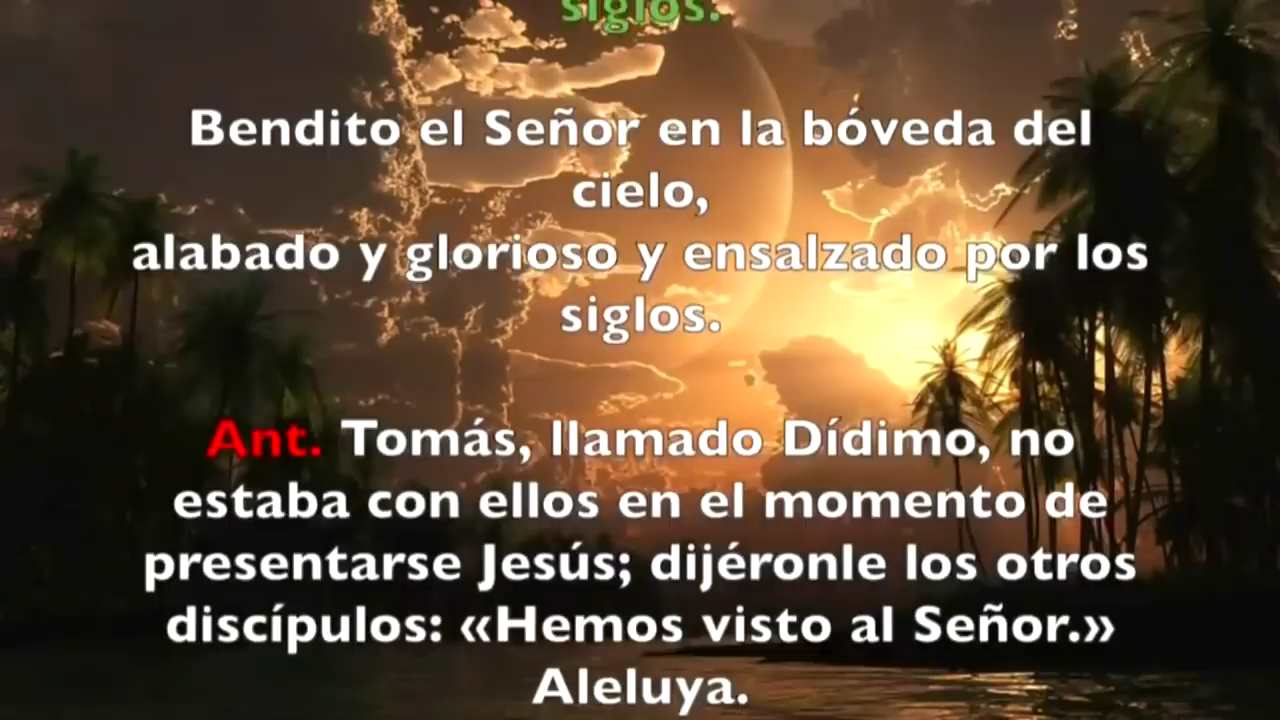 siglos.
Bendito el Señor en la bóveda del
cielo,
alabado y glorioso y ensalzado por los
siglos.
Ant. Tomás, llamado Dídimo, no
estaba con ellos en el momento de
presentarse Jesús; dijéronle los otros
discípulos: «Hemos visto al Señor.»
Aleluya.